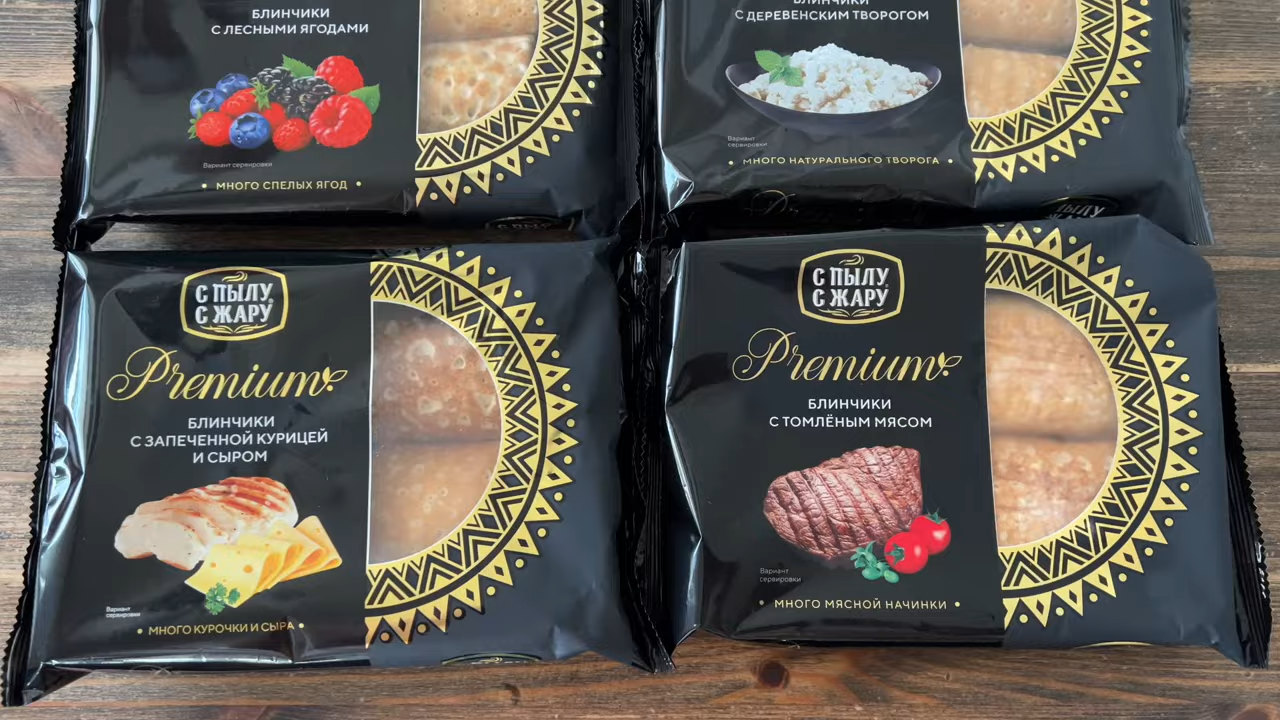 БЛИНЧИКИ
С ЛЕСНЫМИ ЯГОДАМИ
Вариант сервировки
• МНОГО СПЕЛЫХ ЯГОД •
БЛИНЧИКИ
С ДЕРЕВЕНСКИМ ТВОРОГОМ
Вариант
сервировки
• МНОГО НАТУРАЛЬНОГО ТВОРОГА •
Premium
ПЫЛУ
С ПЫЛУ
С ЖАРУ
Premium
БЛИНЧИКИ
С ЗАПЕЧЕННОЙ КУРИЦЕЙ
И СЫРОМ
Вариант
сервировки
• МНОГО КУРОЧКИ И СЫРА •
С ПЫЛУ
С ЖАРУ
Premium
БЛИНЧИКИ
С ТОМЛЁНЫМ МЯСОМ
Вариант
сервировки
• МНОГО МЯСНОЙ НАЧИНКИ •